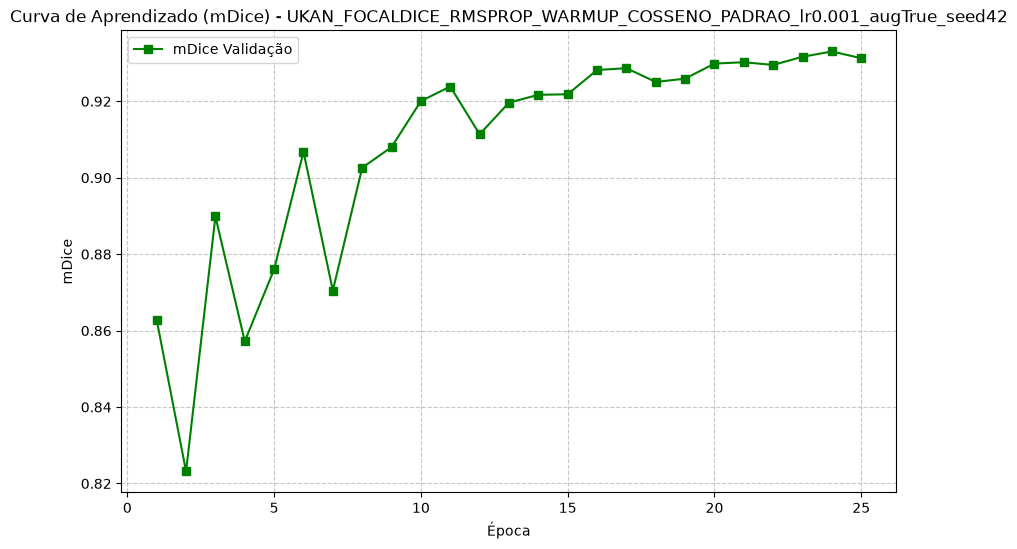 Curva de Aprendizado (mDice) - UKAN_FOCALDICE_RMSPROP_WARMUP_COSSENO_PADRAO_lr0.001_augTrue_seed42
mDice Validação
0.92
0.90
0.88
0.86
0.84
0.82
mDice
0 5 10 15 20 25
Época